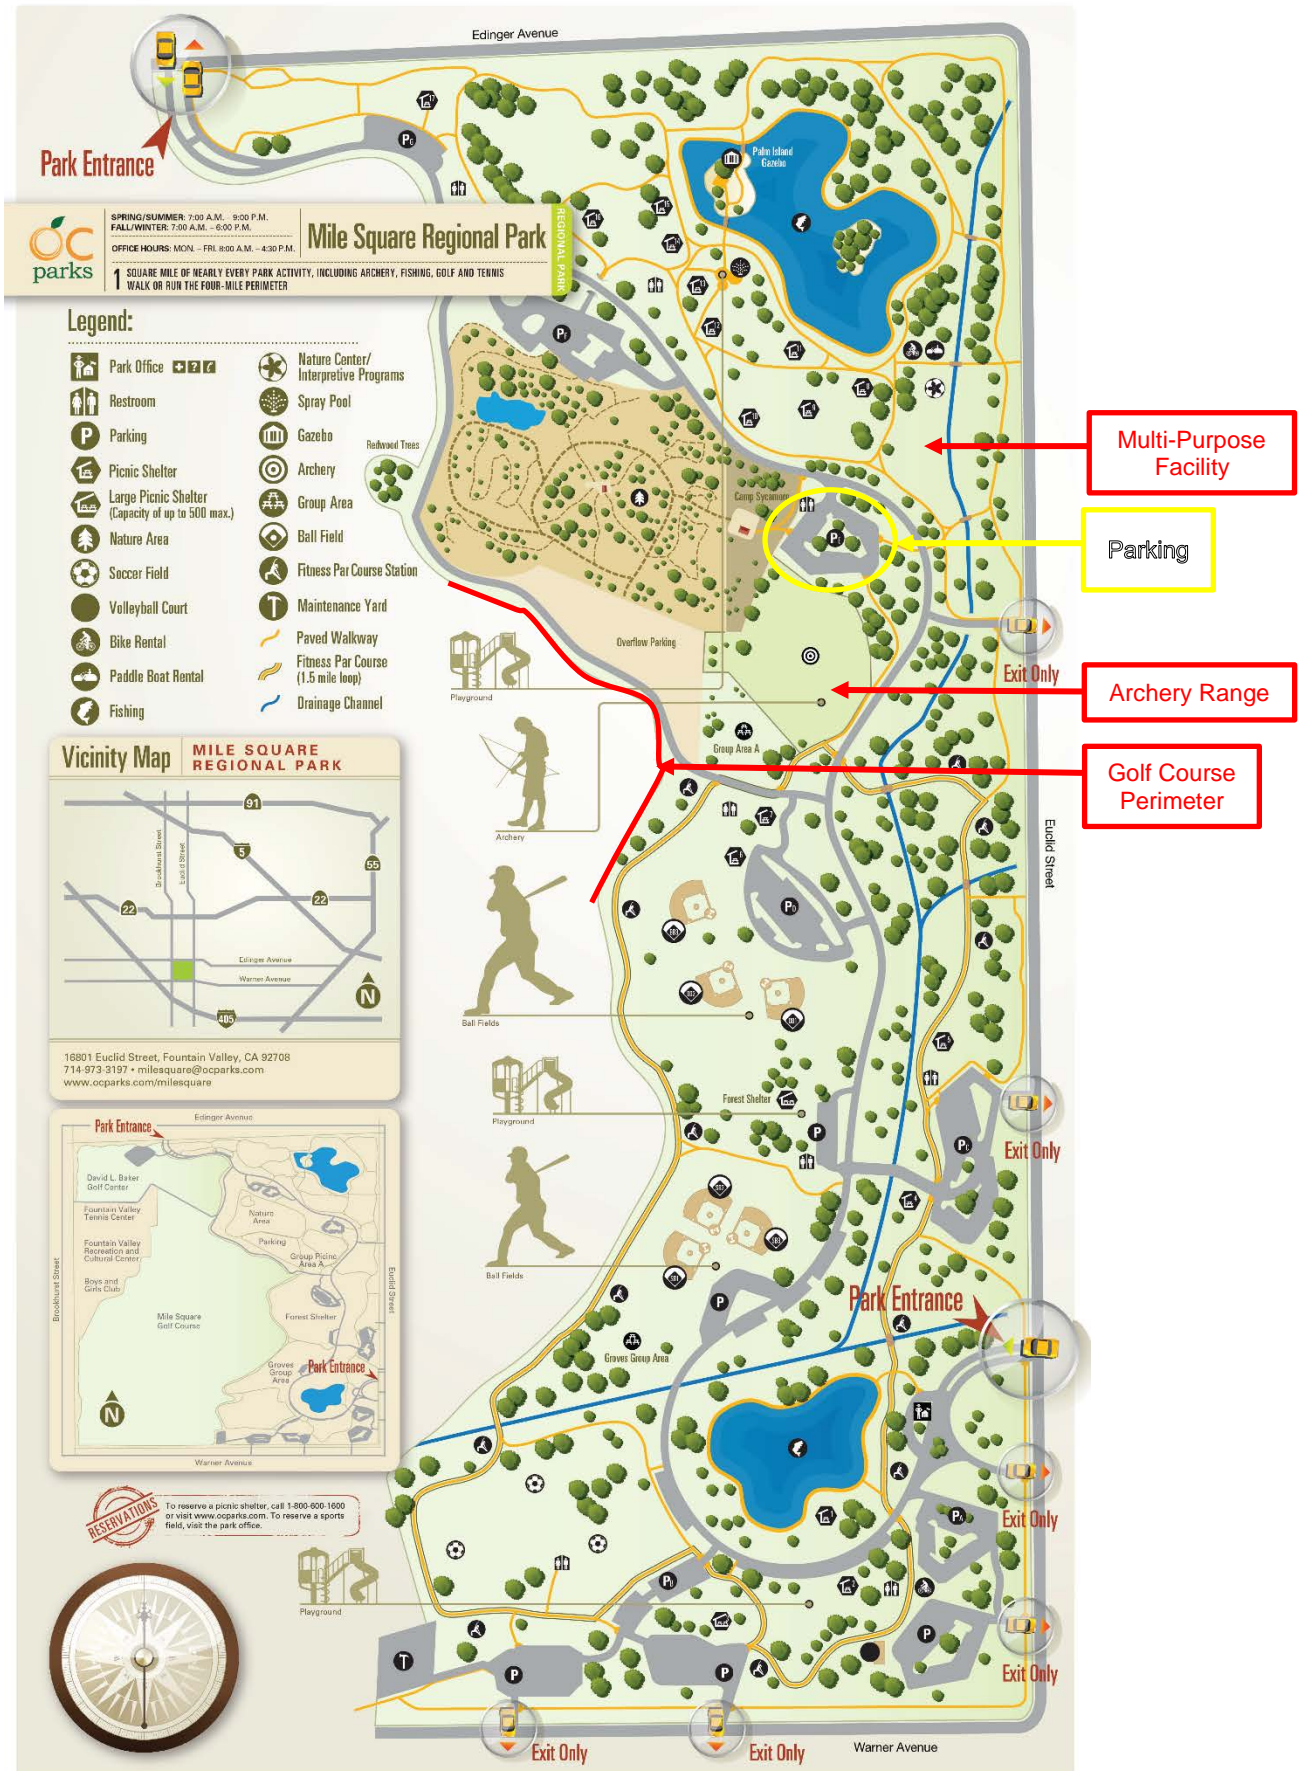 Edinger Avenue
Park Entrance
OC
parks
SPRING/SUMMER: 7:00 A.M. – 9:00 P.M.
FALL/WINTER: 7:00 A.M. – 6:00 P.M.
OFFICE HOURS: MON. – FRI. 8:00 A.M. – 4:30 P.M.
Mile Square Regional Park
REGIONAL PARK
1 SQUARE MILE OF NEARLY EVERY PARK ACTIVITY, INCLUDING ARCHERY, FISHING, GOLF AND TENNIS
WALK OR RUN THE FOUR-MILE PERIMETER
Palm Island
Gazebo
Legend:
Park Office
Restroom
P Parking
Picnic Shelter
Large Picnic Shelter
(Capacity of up to 500 max.)
Nature Area
Soccer Field
Volleyball Court
Bike Rental
Paddle Boat Rental
Fishing
Nature Center/
Interpretive Programs
Spray Pool
Gazebo
Archery
Group Area
Ball Field
Fitness Par Course Station
T Maintenance Yard
Paved Walkway
Fitness Par Course
(1.5 mile loop)
Drainage Channel
Redwood Trees
Camp Sycamore
Multi-Purpose
Facility
Parking
Overflow Parking
Exit Only
Playground
Archery Range
Group Area A
Golf Course
Perimeter
Archery
Euclid Street
Vicinity Map
MILE SQUARE
REGIONAL PARK
91
5
55
22
22
405
Brookhurst Street
Euclid Street
Edinger Avenue
Warner Avenue
N
16801 Euclid Street, Fountain Valley, CA 92708
714-973-3197 • milesquare@ocparks.com
www.ocparks.com/milesquare
Ball Fields
Forest Shelter
Playground
Exit Only
Edinger Avenue
Park Entrance
David L. Baker
Golf Center
Fountain Valley
Tennis Center
Fountain Valley
Recreation and
Cultural Center
Boys and
Girls Club
Nature
Area
Parking
Group Picinc
Area A
Brookhurst Street
Euclid Street
Mile Square
Golf Course
Forest Shelter
Groves
Group
Area
Park Entrance
N
Warner Avenue
Ball Fields
Park Entrance
Groves Group Area
RESERVATIONS
To reserve a picnic shelter, call 1-800-600-1600
or visit www.ocparks.com. To reserve a sports
field, visit the park office.
Exit Only
Playground
T
P
P
P
Exit Only
Exit Only
Exit Only
Warner Avenue